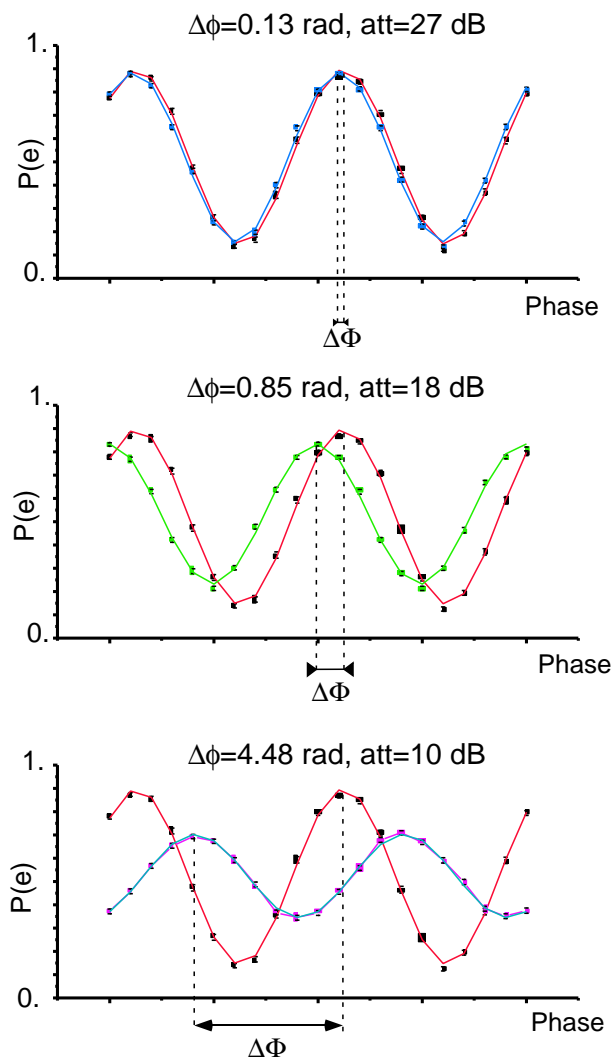 Δϕ=0.13 rad, att=27 dB
1.
P(e)
0.
Phase
ΔΦ
Δϕ=0.85 rad, att=18 dB
1.
P(e)
0.
Phase
ΔΦ
Δϕ=4.48 rad, att=10 dB
1.
P(e)
0.
Phase
ΔΦ